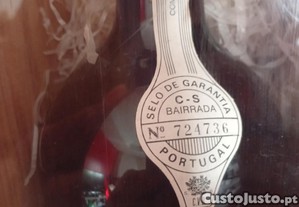 SELO DE GARANTIA
C-S
BAIRRADA
Nº 724736
PORTUGAL
CustoJusto.pt